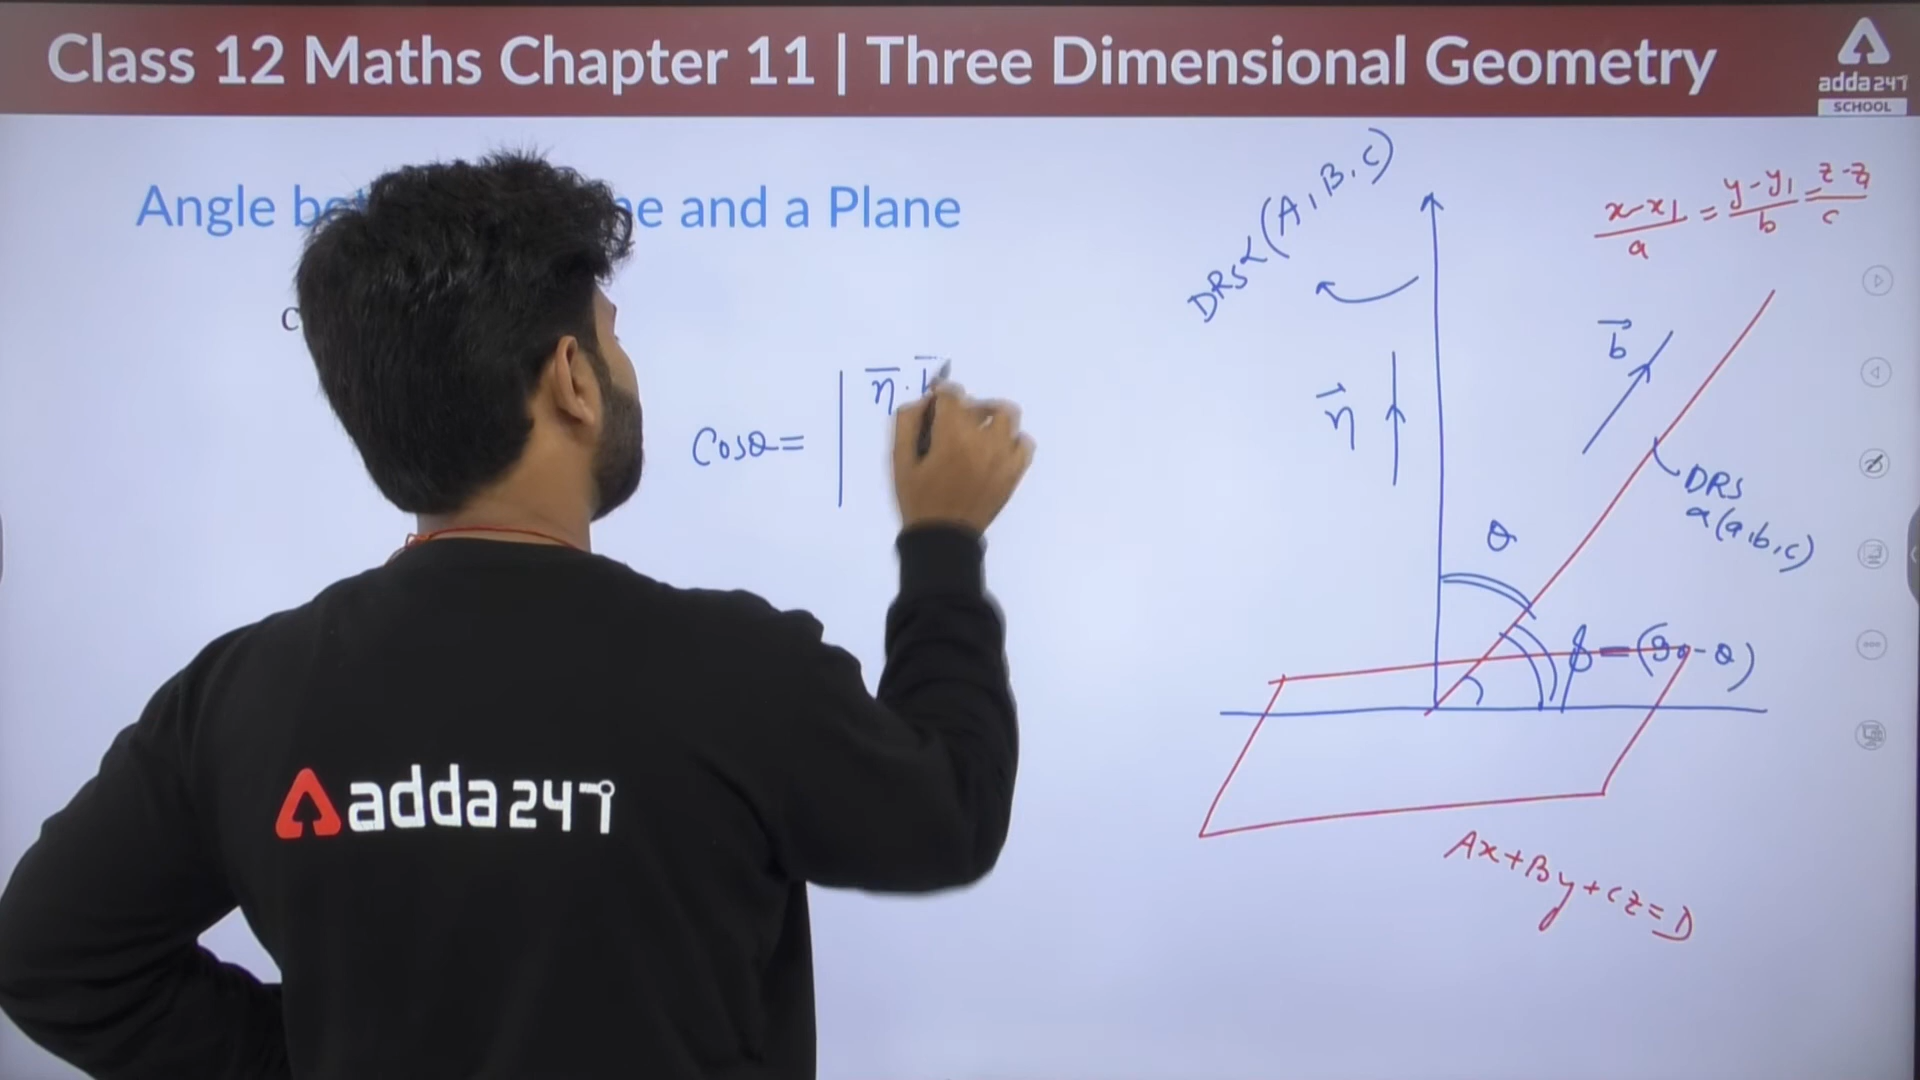 Class 12 Maths Chapter 11 | Three Dimensional Geometry
adda247
SCHOOL
Angle and a Plane
DRS α (A, B, C)
x-x1/a = y-y1/b = z-z1/c
b⃗
n̄·
Cosθ = |
n⃗
DRS
α(a,b,c)
θ
ϕ = (90-θ)
adda247
Ax+By+Cz=D